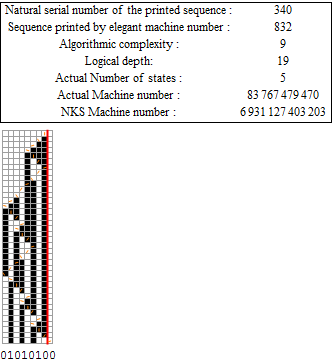 Natural serial number of the printed sequence : 340
Sequence printed by elegant machine number : 832
Algorithmic complexity : 9
Logical depth: 19
Actual Number of states : 5
Actual Machine number : 83 767 479 470
NKS Machine number : 6 931 127 403 203
01010100